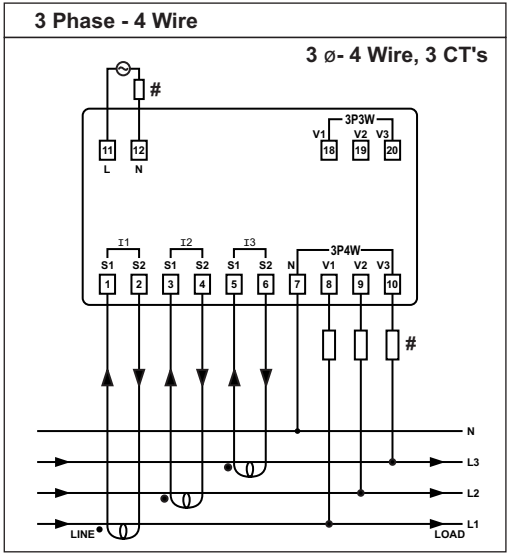 3 Phase - 4 Wire
3 ø- 4 Wire, 3 CT's
#
3P3W
V1 V2 V3
11 12 18 19 20
L N
I1 I2 I3 3P4W
S1 S2 S1 S2 S1 S2 N V1 V2 V3
1 2 3 4 5 6 7 8 9 10
#
N
L3
L2
L1
LINE LOAD